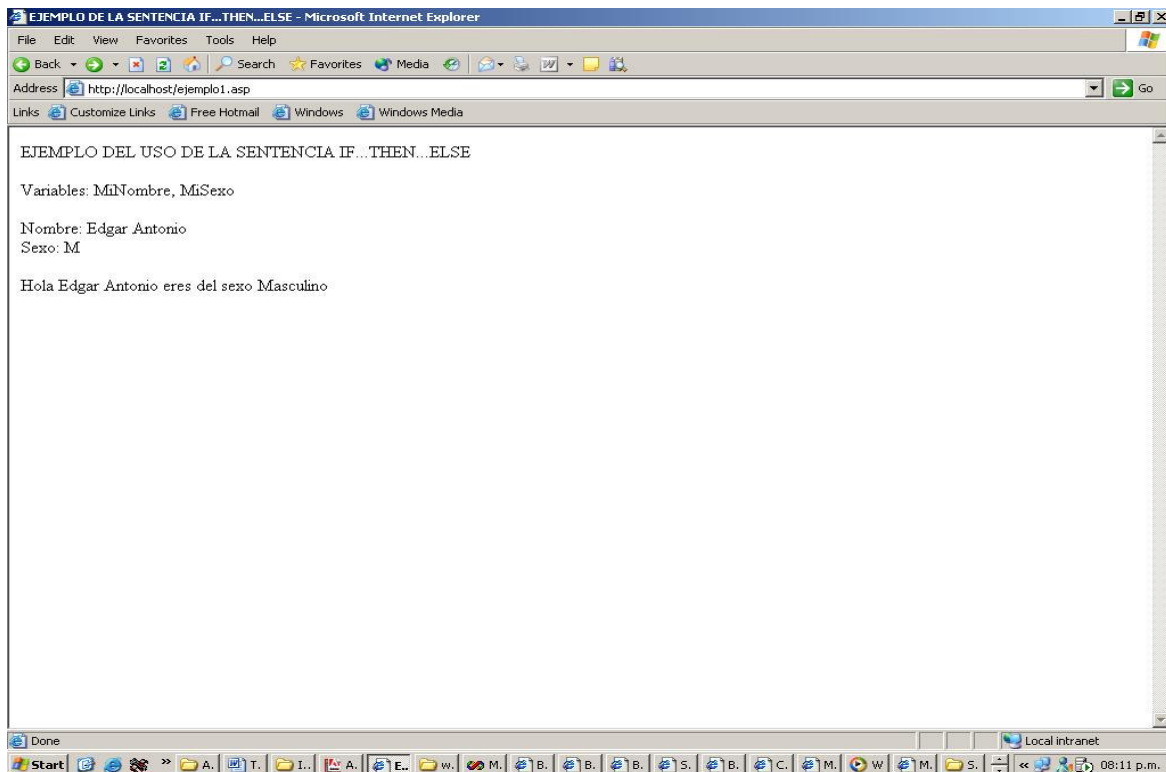 EJEMPLO DE LA SENTENCIA IF...THEN...ELSE - Microsoft Internet Explorer
File Edit View Favorites Tools Help
Back Search Favorites Media
Address http://localhost/ejemplo1.asp Go
Links Customize Links Free Hotmail Windows Windows Media
EJEMPLO DEL USO DE LA SENTENCIA IF...THEN...ELSE
Variables: MiNombre, MiSexo
Nombre: Edgar Antonio
Sexo: M
Hola Edgar Antonio eres del sexo Masculino
Done Local intranet
Start » A. T. I.. A. E.. w. M. B. B. B. S. B. C. M. W M. S. « 08:11 p.m.